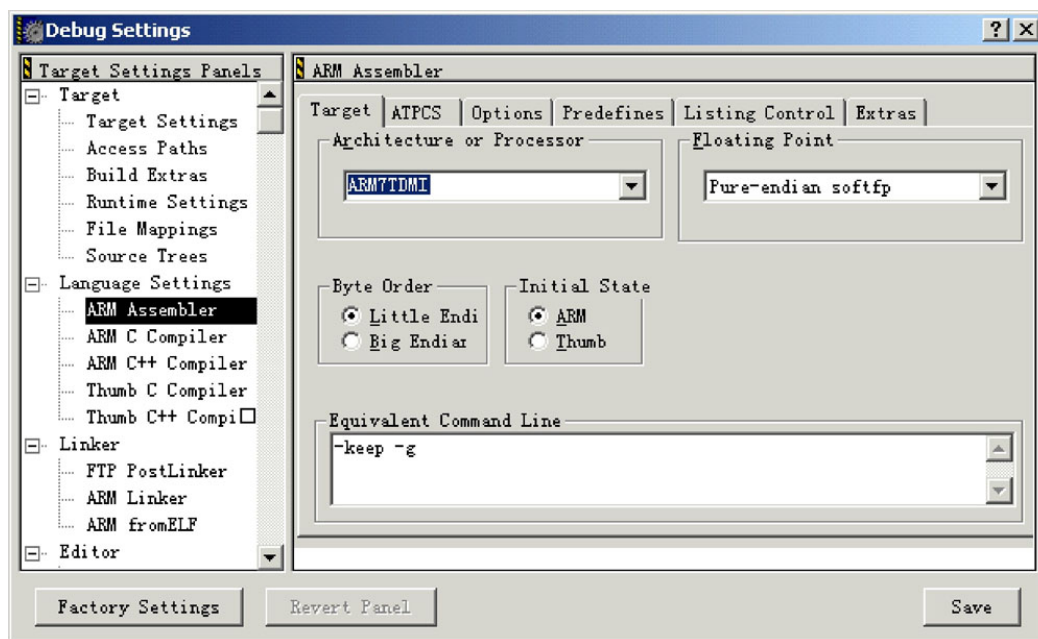 Debug Settings
Target Settings Panels
Target
Target Settings
Access Paths
Build Extras
Runtime Settings
File Mappings
Source Trees
Language Settings
ARM Assembler
ARM C Compiler
ARM C++ Compiler
Thumb C Compiler
Thumb C++ Compi
Linker
FTP PostLinker
ARM Linker
ARM fromELF
Editor
ARM Assembler
Target ATPCS Options Predefines Listing Control Extras
Architecture or Processor
ARM7TDMI
Floating Point
Pure-endian softfp
Byte Order
Little Endi
Big Endiar
Initial State
ARM
Thumb
Equivalent Command Line
-keep -g
Factory Settings
Revert Panel
Save